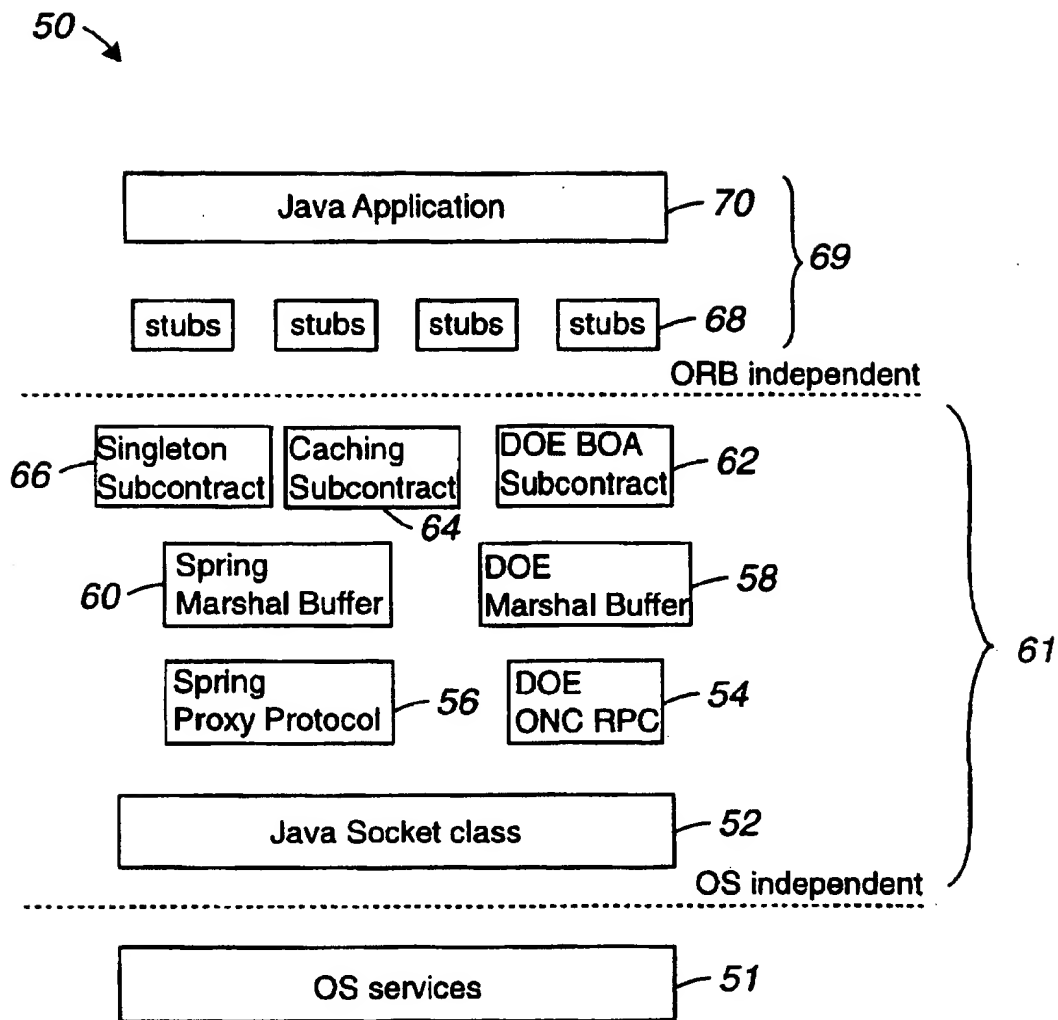 50
Java Application
70
69
stubs stubs stubs stubs
68
ORB independent
66
Singleton
Subcontract
Caching
Subcontract
64
DOE BOA
Subcontract
62
60
Spring
Marshal Buffer
DOE
Marshal Buffer
58
61
Spring
Proxy Protocol
56
DOE
ONC RPC
54
Java Socket class
52
OS independent
OS services
51